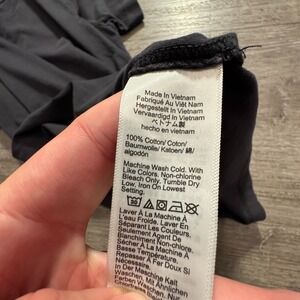 Made In Vietnam
Fabriqué Au Việt Nam
Hergestellt In Vietnam
Vervaardigd In Vietnam
ベトナム製
hecho en vietnam
100% Cotton/ Coton/
Baumwolle/ Katoen/ 綿/
algodón
Machine Wash Cold. With
Like Colors. Non-chlorine
Bleach Only. Tumble Dry
Low, Iron On Lowest
Setting.
Laver À La Machine À
L'eau Froide. Laver En
Séparant Les Couleurs,
Seulement Agent De
Blanchiment Non-Chlore.
Sécher À La Machine À
Basse Température
Repasser À Fer Doux Si
Nécessaire.
In Der Machine Kalt
Waschen, Mit Ähnlichen